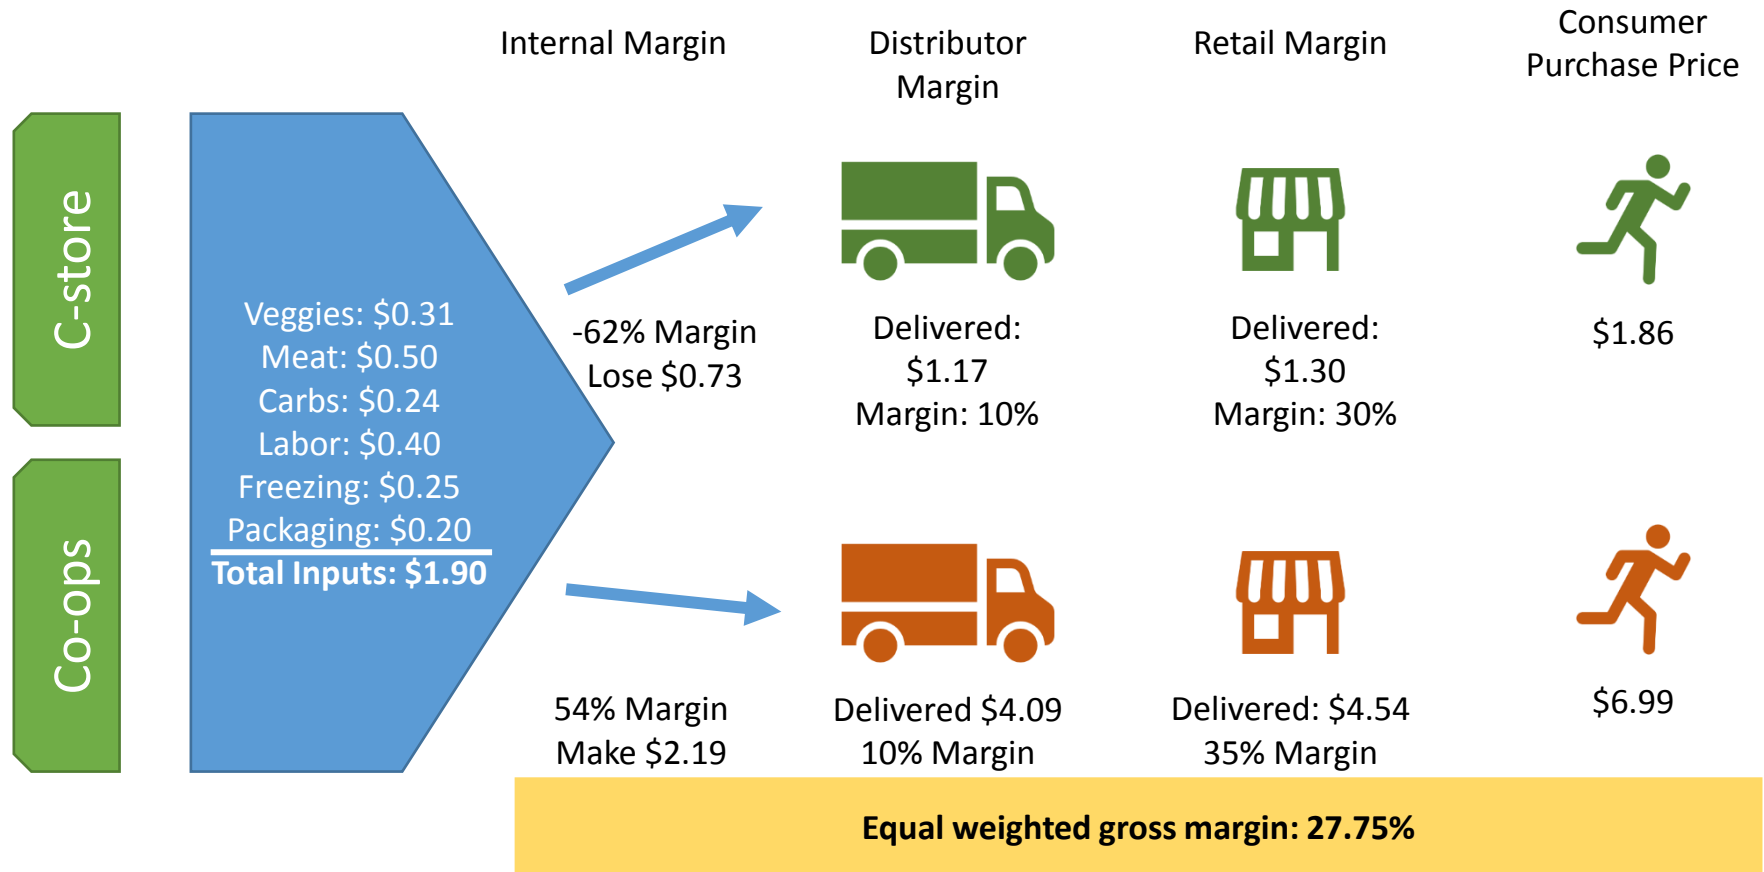 Internal Margin
Distributor
Margin
Retail Margin
Consumer
Purchase Price
C-store
Co-ops
Veggies: $0.31
Meat: $0.50
Carbs: $0.24
Labor: $0.40
Freezing: $0.25
Packaging: $0.20
Total Inputs: $1.90
-62% Margin
Lose $0.73
Delivered:
$1.17
Margin: 10%
Delivered:
$1.30
Margin: 30%
$1.86
54% Margin
Make $2.19
Delivered $4.09
10% Margin
Delivered: $4.54
35% Margin
$6.99
Equal weighted gross margin: 27.75%